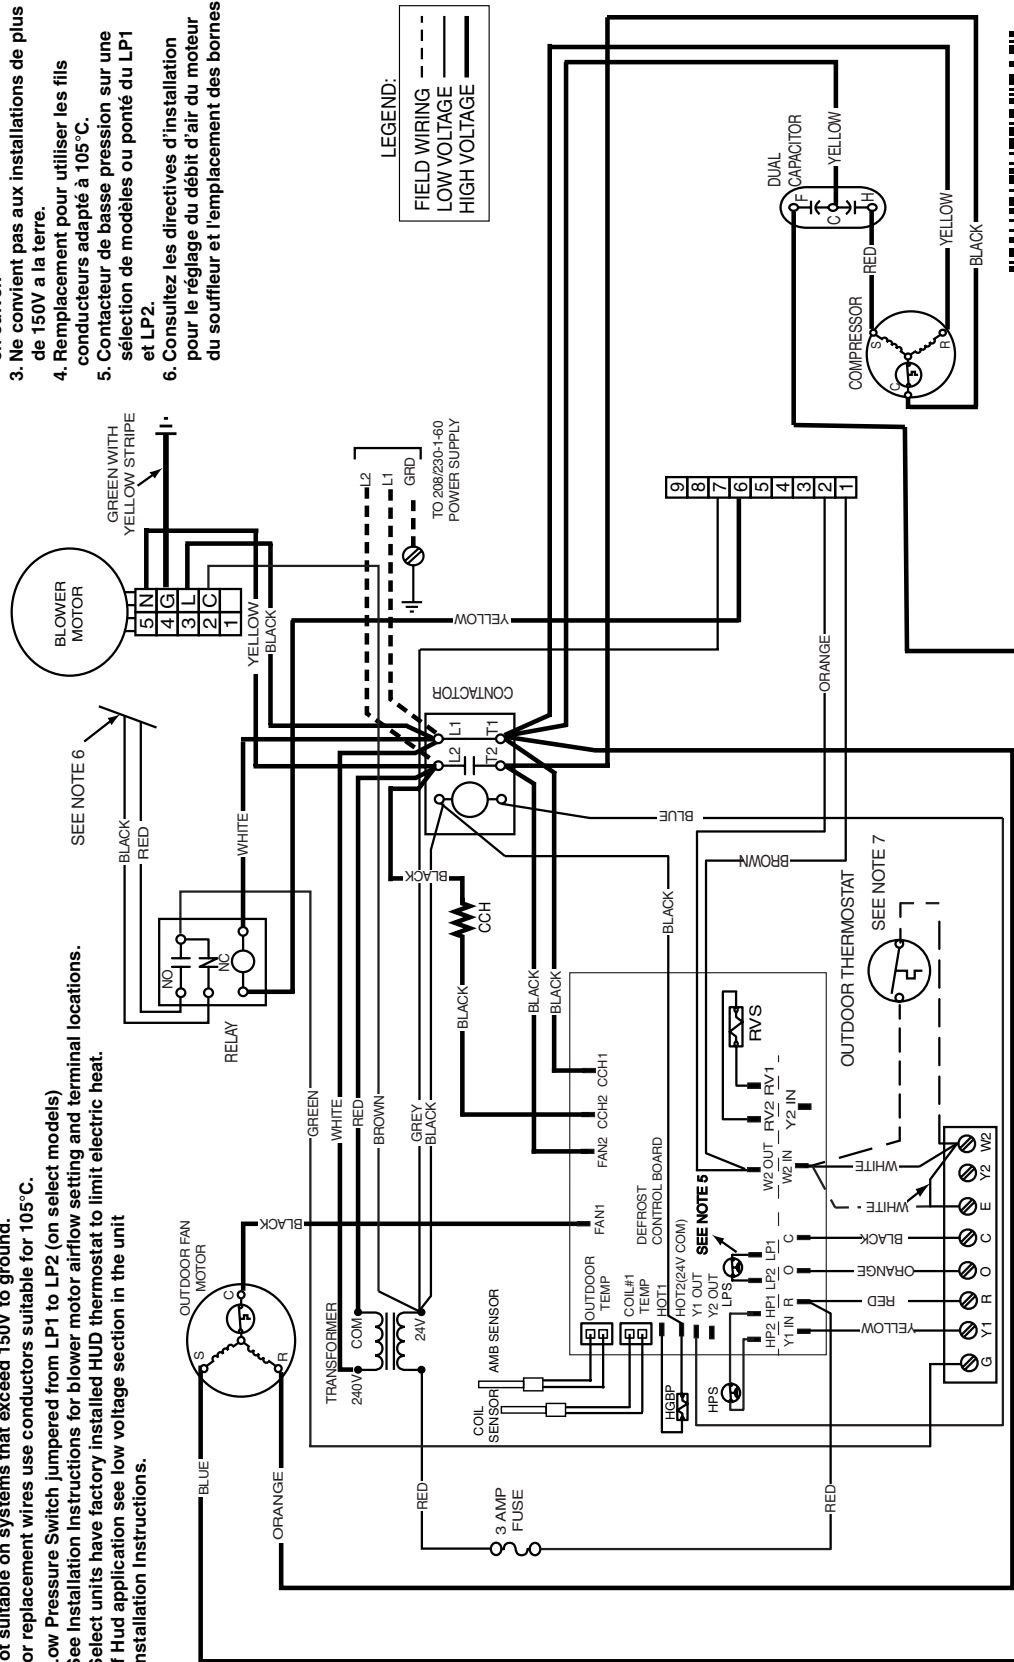 ot suitable on systems that exceed 150V to ground.
or replacement wires use conductors suitable for 105°C.
ow Pressure Switch jumpered from LP1 to LP2 (on select models)
ee Installation Instructions for blower motor airflow setting and terminal locations.
elect units have factory installed HUD thermostat to limit electric heat.
f Hud application see low voltage section in the unit
nstallation Instructions.
3. Ne convient pas aux installations de plus
de 150V a la terre.
4. Remplacement pour utiliser les fils
conducteurs adapté à 105°C.
5. Contacteur de basse pression sur une
sélection de modèles ou ponté du LP1
et LP2.
6. Consultez les directives d'installation
pour le réglage du débit d'air du moteur
du souffleur et l'emplacement des bornes
LEGEND:
FIELD WIRING
LOW VOLTAGE
HIGH VOLTAGE
SEE NOTE 6
BLACK
RED
BLOWER
MOTOR
5 N
4 G
3 L
2 C
1
GREEN WITH
YELLOW STRIPE
YELLOW
BLACK
WHITE
NO
NC
RELAY
L2
L1
GRD
TO 208/230-1-60
POWER SUPPLY
GREEN
WHITE
RED
BROWN
GREY
BLACK
BLACK
CCH
BLACK
L2
L1
T2
T1
CONTACTOR
YELLOW
OUTDOOR FAN
MOTOR
S
C
R
BLACK
BLUE
ORANGE
TRANSFORMER
240V
COM
24V
RED
3 AMP
FUSE
RED
COIL
SENSOR
AMB SENSOR
BLACK
BLACK
BLACK
BLUE
BROWN
ORANGE
9
8
7
6
5
4
3
2
1
FAN1
FAN2
CCH2
CCH1
OUTDOOR
TEMP
COIL#1
TEMP
DEFROST
CONTROL BOARD
HOT1
HOT2(24V COM)
Y1 OUT
Y2 OUT
SEE NOTE 5
HGBP
HPS
LPS
HP2
HP1
LP2
LP1
Y1 IN
R
O
C
W2 OUT
W2 IN
RV2
RV1
Y2 IN
RVS
YELLOW
RED
ORANGE
BLACK
WHITE
WHITE
G
Y1
R
O
C
E
Y2
W2
OUTDOOR THERMOSTAT
SEE NOTE 7
DUAL
CAPACITOR
F
C
H
YELLOW
RED
COMPRESSOR
S
C
R
YELLOW
BLACK